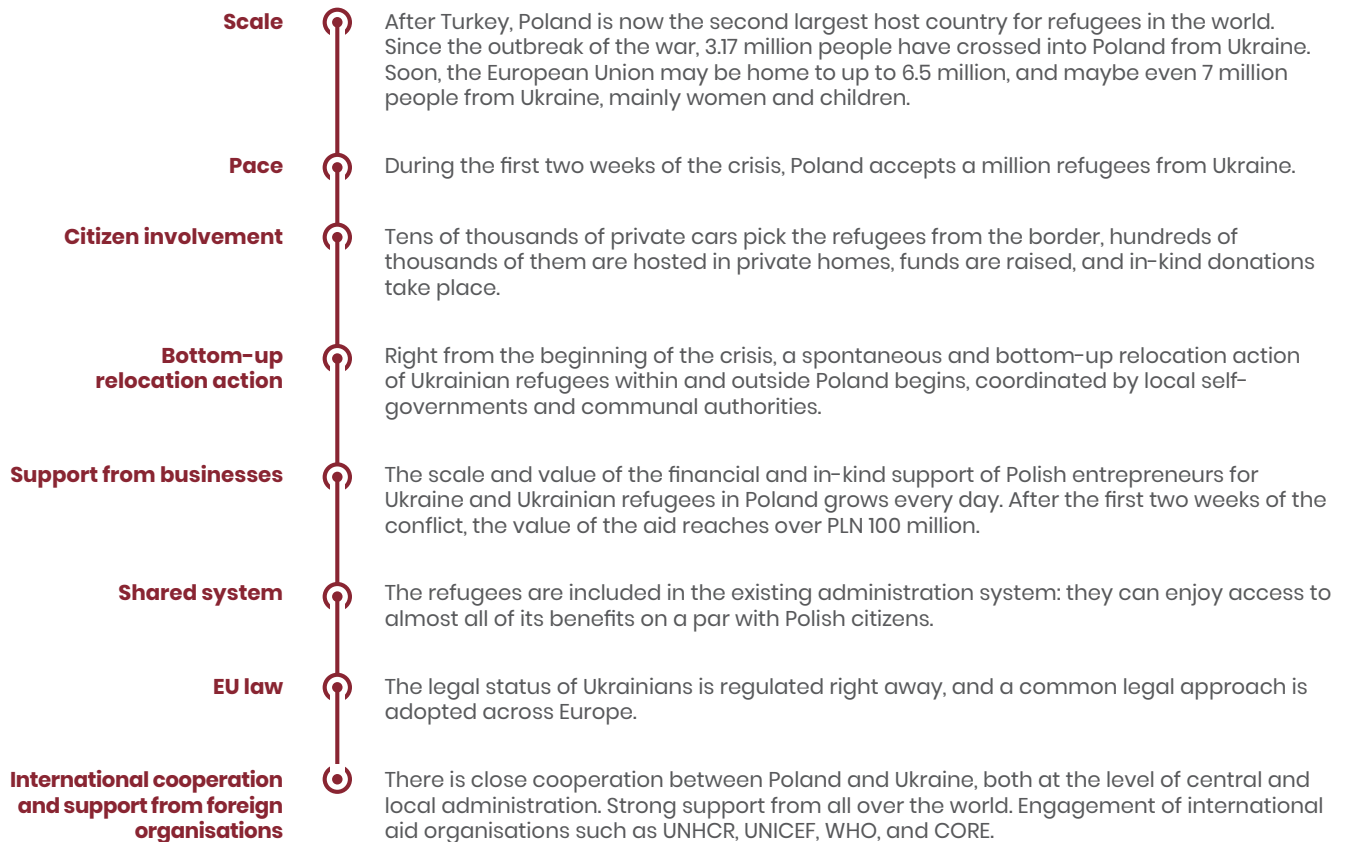 Scale
After Turkey, Poland is now the second largest host country for refugees in the world.
Since the outbreak of the war, 3.17 million people have crossed into Poland from Ukraine.
Soon, the European Union may be home to up to 6.5 million, and maybe even 7 million
people from Ukraine, mainly women and children.
Pace
During the first two weeks of the crisis, Poland accepts a million refugees from Ukraine.
Citizen involvement
Tens of thousands of private cars pick the refugees from the border, hundreds of
thousands of them are hosted in private homes, funds are raised, and in-kind donations
take place.
Bottom-up
relocation action
Right from the beginning of the crisis, a spontaneous and bottom-up relocation action
of Ukrainian refugees within and outside Poland begins, coordinated by local self-
governments and communal authorities.
Support from businesses
The scale and value of the financial and in-kind support of Polish entrepreneurs for
Ukraine and Ukrainian refugees in Poland grows every day. After the first two weeks of the
conflict, the value of the aid reaches over PLN 100 million.
Shared system
The refugees are included in the existing administration system: they can enjoy access to
almost all of its benefits on a par with Polish citizens.
EU law
The legal status of Ukrainians is regulated right away, and a common legal approach is
adopted across Europe.
International cooperation
and support from foreign
organisations
There is close cooperation between Poland and Ukraine, both at the level of central and
local administration. Strong support from all over the world. Engagement of international
aid organisations such as UNHCR, UNICEF, WHO, and CORE.